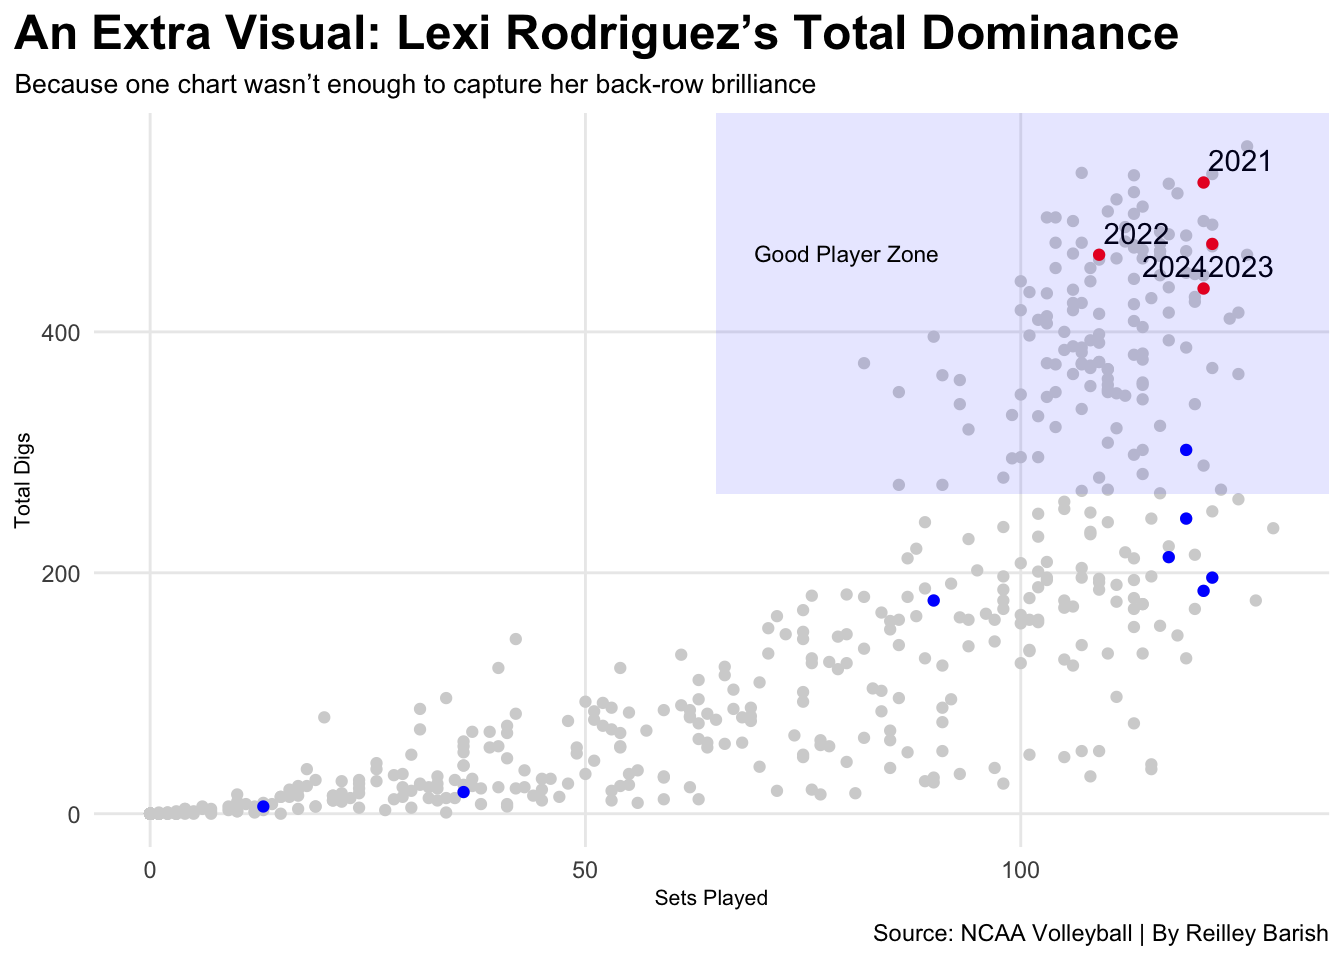 An Extra Visual: Lexi Rodriguez’s Total Dominance
Because one chart wasn’t enough to capture her back-row brilliance
2021
2022
Good Player Zone
20242023
400
Total Digs
200
0
0 50 100
Sets Played
Source: NCAA Volleyball | By Reilley Barish